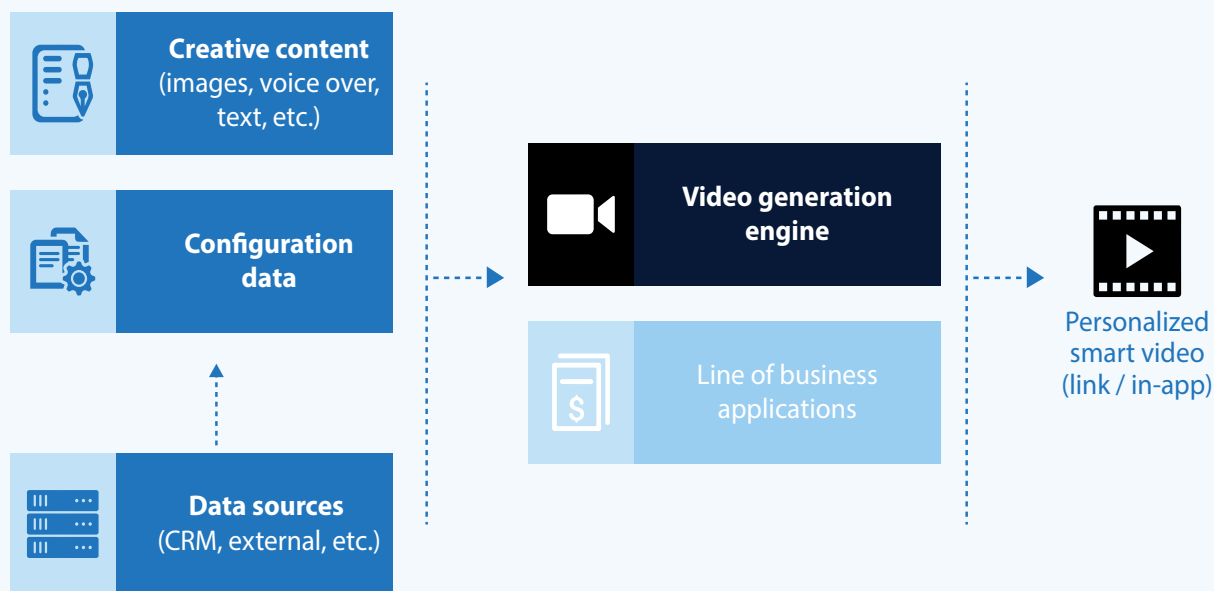 Creative content
(images, voice over,
text, etc.)
Configuration
data
Data sources
(CRM, external, etc.)
Video generation
engine
$
Line of business
applications
Personalized
smart video
(link / in-app)